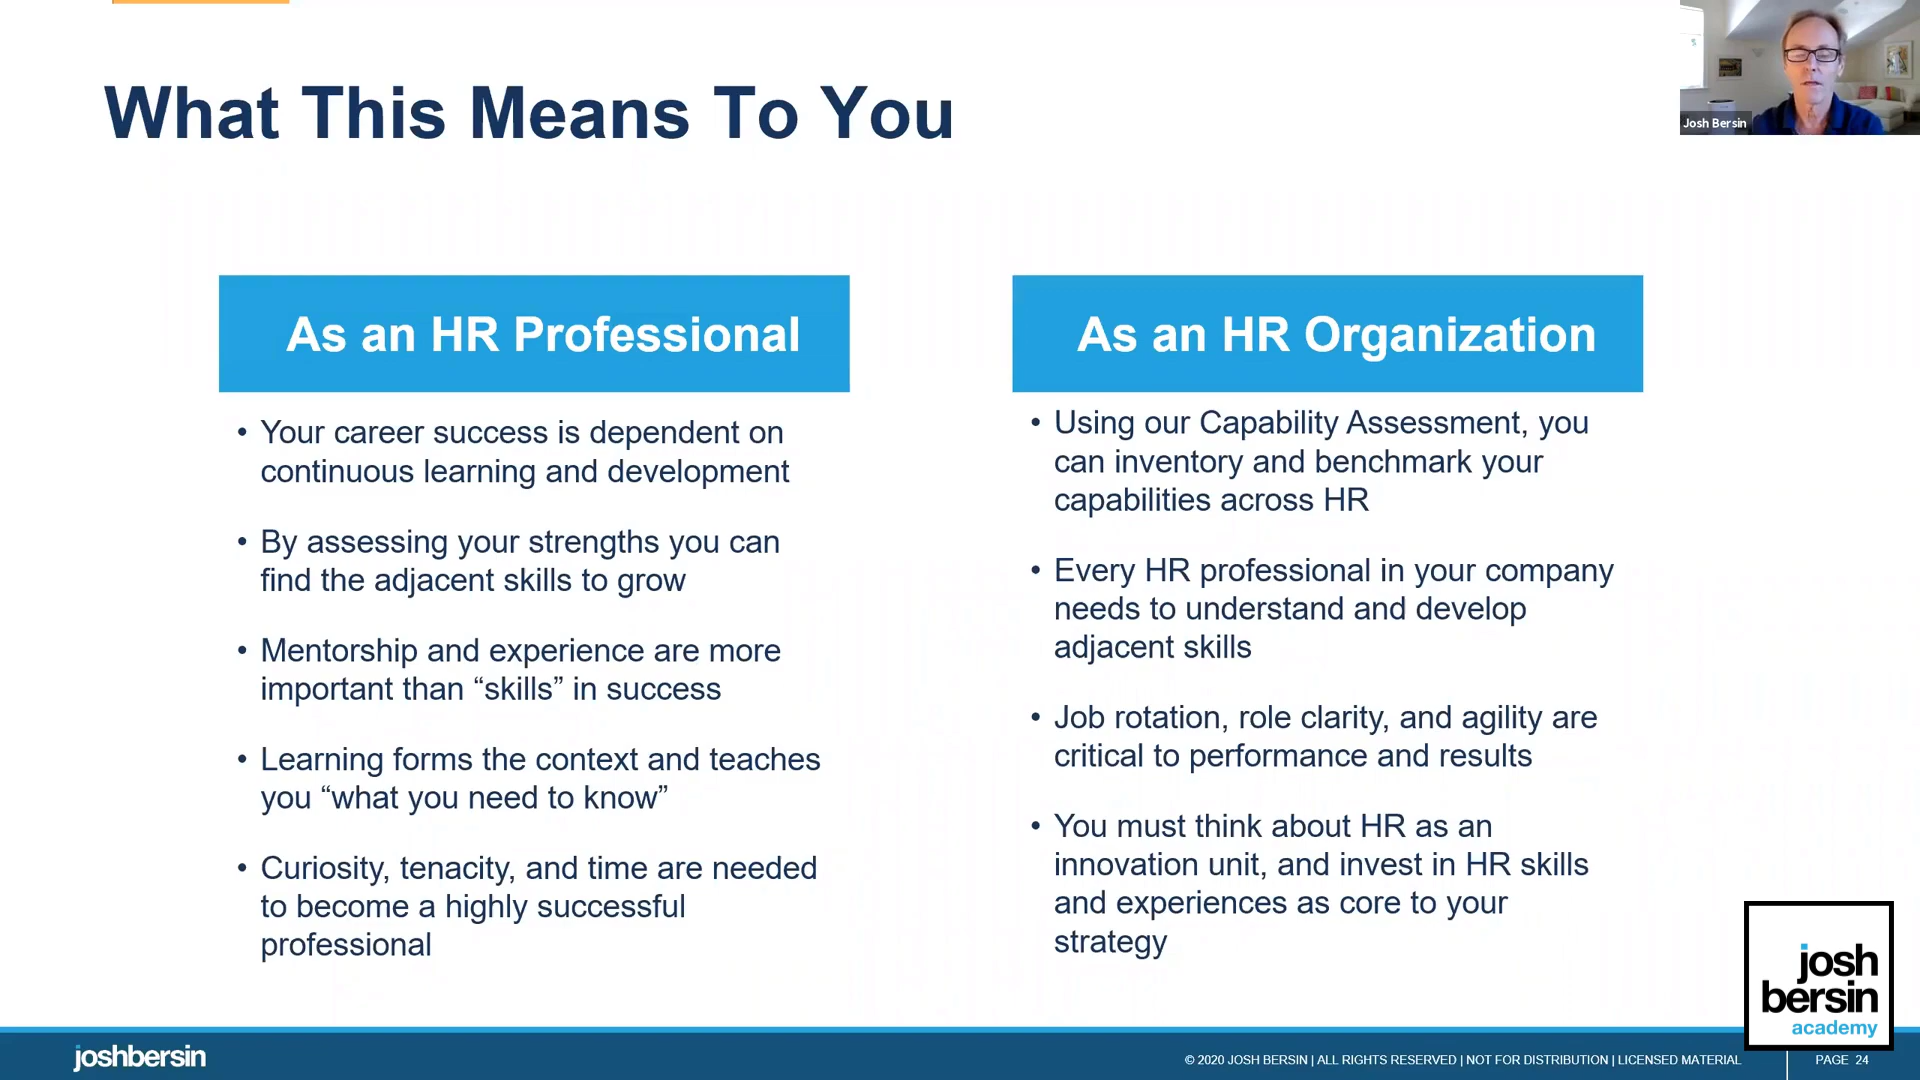 What This Means To You
Josh Bersin
As an HR Professional
• Your career success is dependent on
continuous learning and development
• By assessing your strengths you can
find the adjacent skills to grow
• Mentorship and experience are more
important than “skills” in success
• Learning forms the context and teaches
you “what you need to know”
• Curiosity, tenacity, and time are needed
to become a highly successful
professional
As an HR Organization
• Using our Capability Assessment, you
can inventory and benchmark your
capabilities across HR
• Every HR professional in your company
needs to understand and develop
adjacent skills
• Job rotation, role clarity, and agility are
critical to performance and results
• You must think about HR as an
innovation unit, and invest in HR skills
and experiences as core to your
strategy
josh
bersin
academy
joshbersin
© 2020 JOSH BERSIN | ALL RIGHTS RESERVED | NOT FOR DISTRIBUTION | LICENSED MATERIAL
PAGE 24